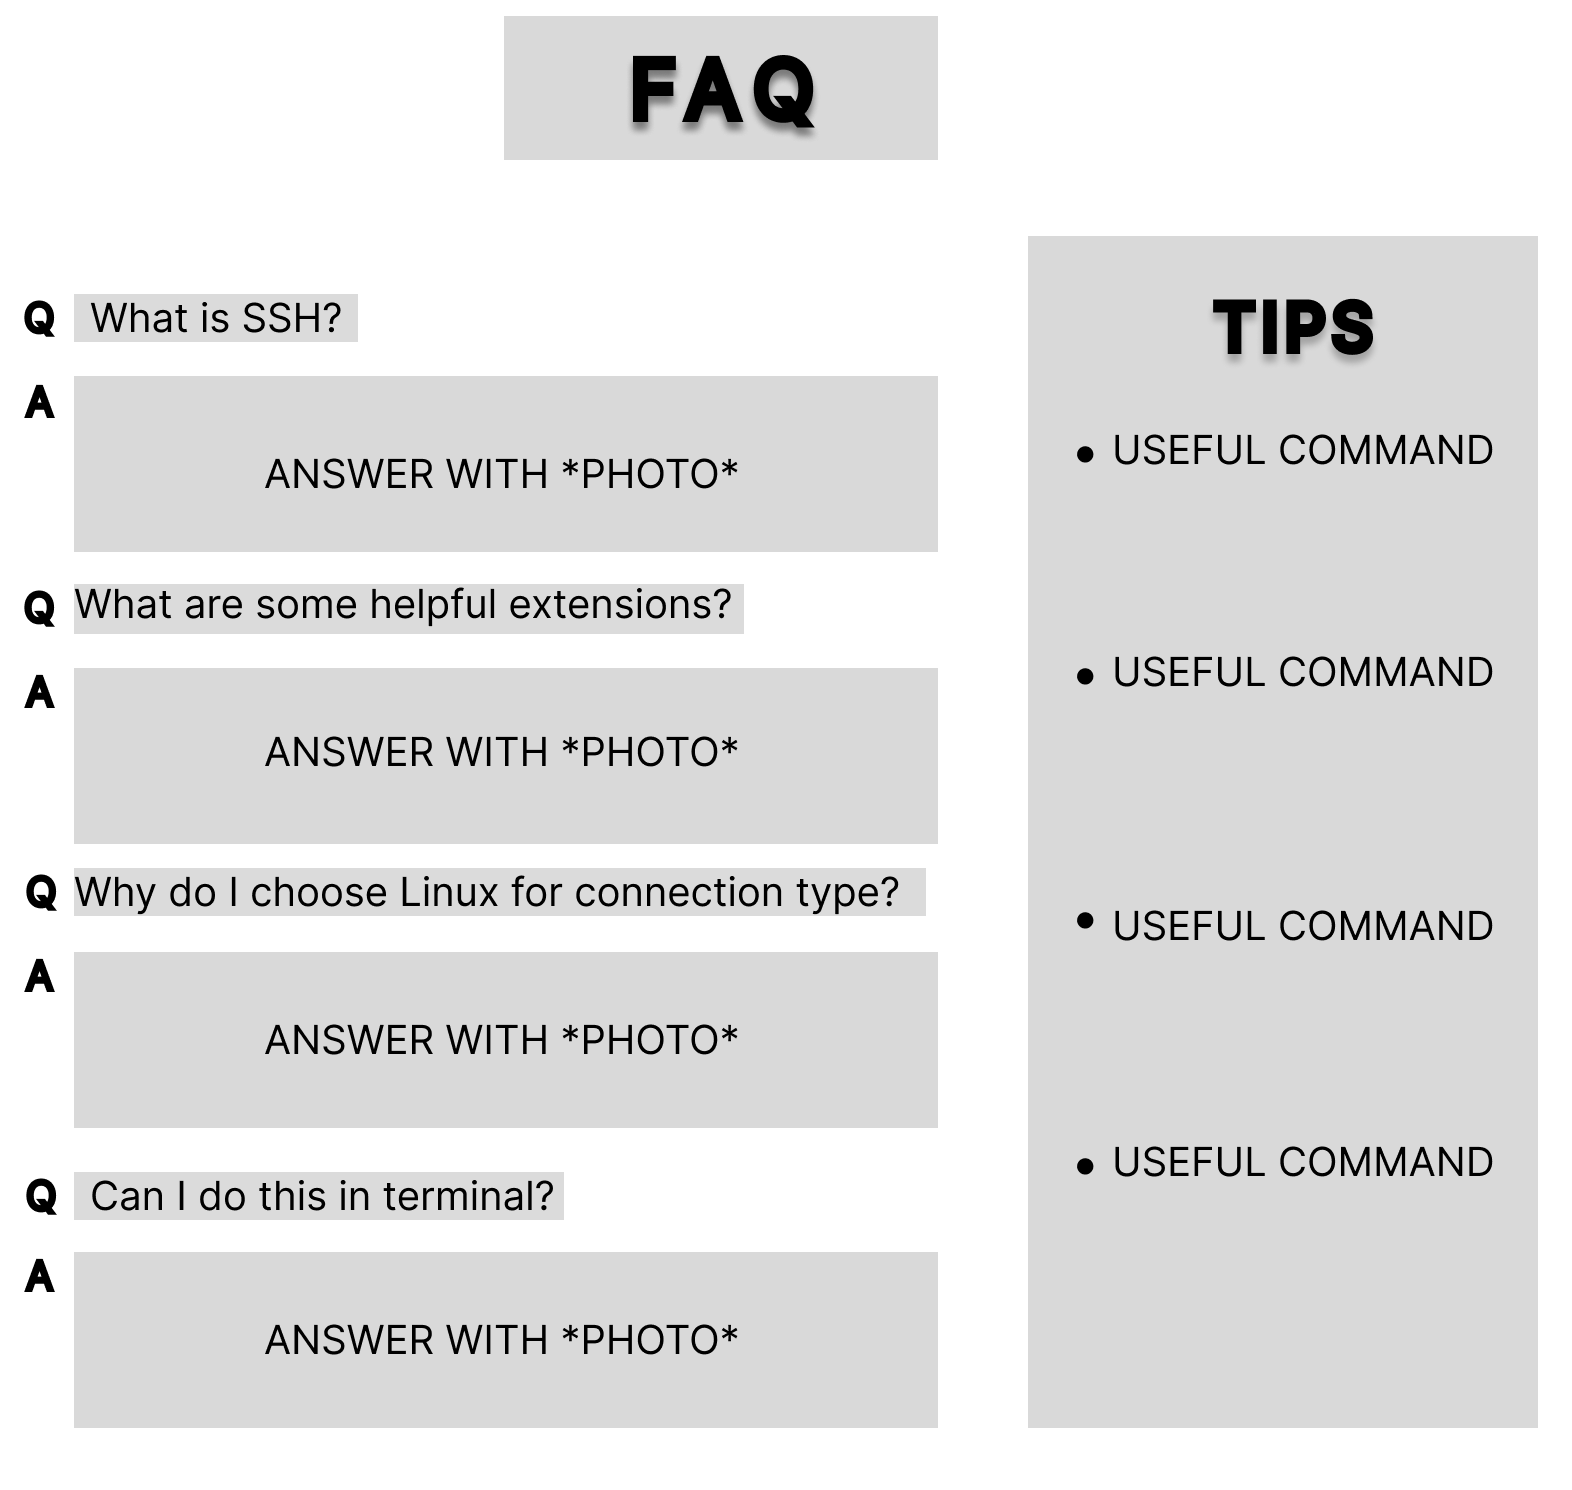 FAQ
Q What is SSH?
A
ANSWER WITH *PHOTO*
Q What are some helpful extensions?
A
ANSWER WITH *PHOTO*
Q Why do I choose Linux for connection type?
A
ANSWER WITH *PHOTO*
Q Can I do this in terminal?
A
ANSWER WITH *PHOTO*
TIPS
• USEFUL COMMAND
• USEFUL COMMAND
• USEFUL COMMAND
• USEFUL COMMAND